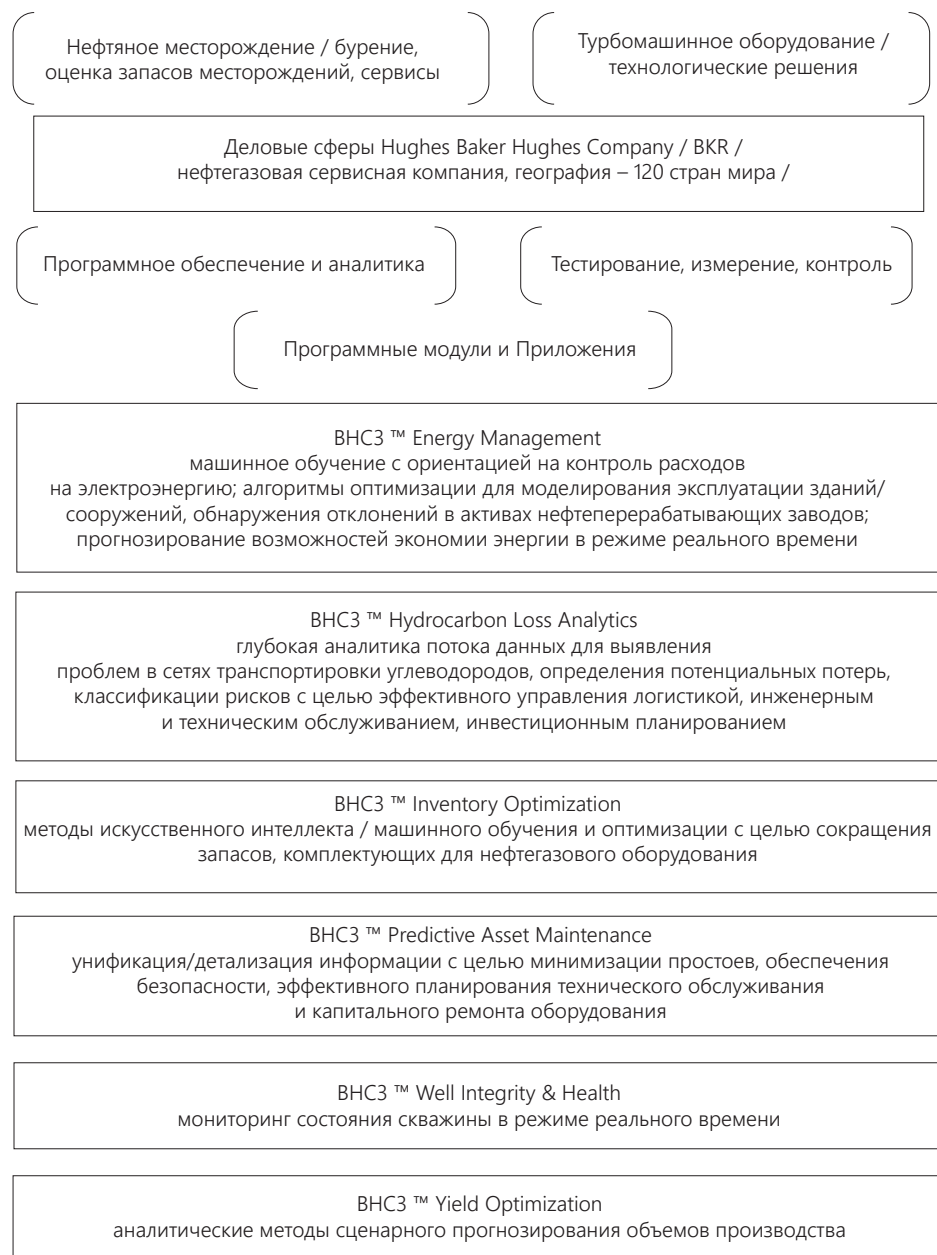 Нефтяное месторождение / бурение,
оценка запасов месторождений, сервисы
Турбомашинное оборудование /
технологические решения
Деловые сферы Hughes Baker Hughes Company / BKR /
нефтегазовая сервисная компания, география – 120 стран мира /
Программное обеспечение и аналитика
Тестирование, измерение, контроль
Программные модули и Приложения
BHC3 ™ Energy Management
машинное обучение с ориентацией на контроль расходов
на электроэнергию; алгоритмы оптимизации для моделирования эксплуатации зданий/
сооружений, обнаружения отклонений в активах нефтеперерабатывающих заводов;
прогнозирование возможностей экономии энергии в режиме реального времени
BHC3 ™ Hydrocarbon Loss Analytics
глубокая аналитика потока данных для выявления
проблем в сетях транспортировки углеводородов, определения потенциальных потерь,
классификации рисков с целью эффективного управления логистикой, инженерным
и техническим обслуживанием, инвестиционным планированием
BHC3 ™ Inventory Optimization
методы искусственного интеллекта / машинного обучения и оптимизации с целью сокращения
запасов, комплектующих для нефтегазового оборудования
BHC3 ™ Predictive Asset Maintenance
унификация/детализация информации с целью минимизации простоев, обеспечения
безопасности, эффективного планирования технического обслуживания
и капитального ремонта оборудования
BHC3 ™ Well Integrity & Health
мониторинг состояния скважины в режиме реального времени
BHC3 ™ Yield Optimization
аналитические методы сценарного прогнозирования объемов производства